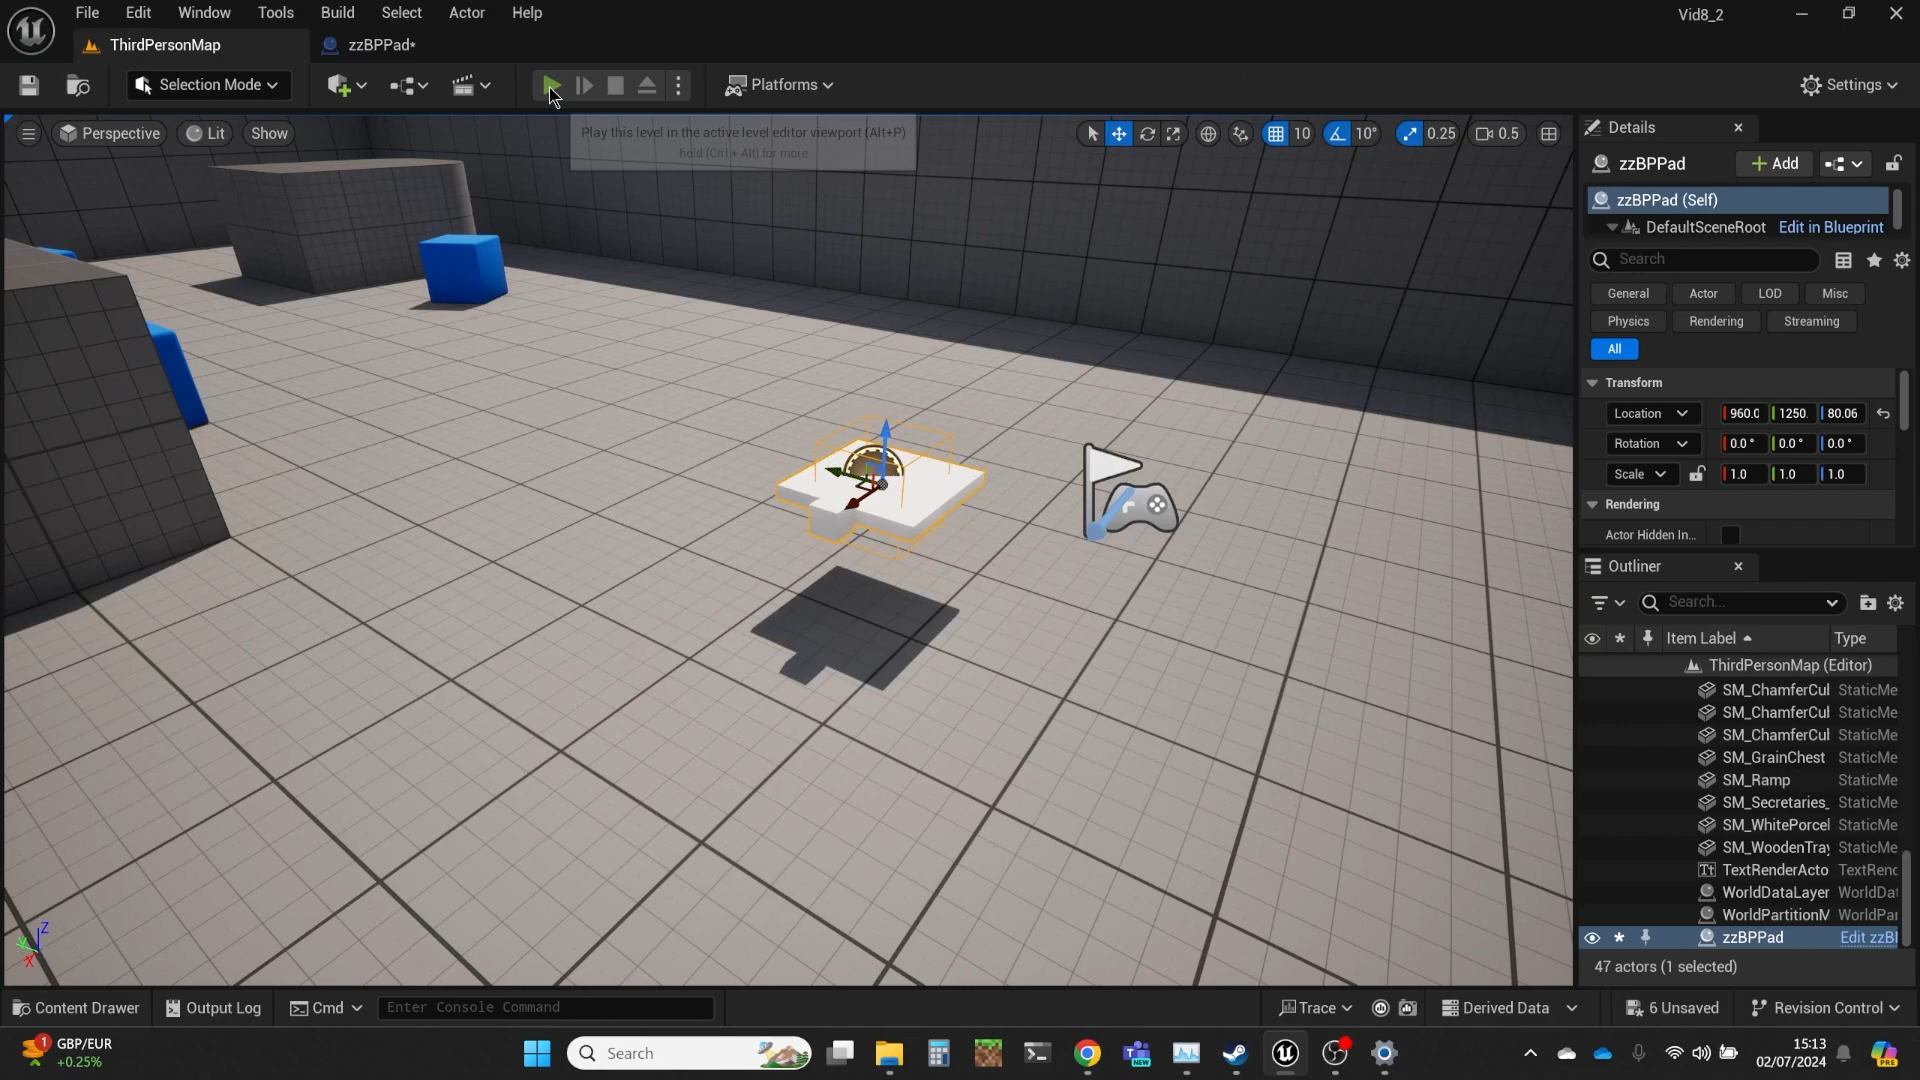 File Edit Window Tools Build Select Actor Help
Vid8_2
ThirdPersonMap
zzBPPad*
Selection Mode
Platforms
Settings
Perspective
Lit
Show
Play this level in the active level editor viewport (Alt+P)
hold (Ctrl + Alt) for more
10
10°
0.25
0.5
Details
zzBPPad
Add
zzBPPad (Self)
DefaultSceneRoot
Edit in Blueprint
Search
General
Actor
LOD
Misc
Physics
Rendering
Streaming
All
Transform
Location 960.0 1250. 80.06
Rotation 0.0 ° 0.0 ° 0.0 °
Scale 1.0 1.0 1.0
Rendering
Actor Hidden In...
Outliner
Search...
Item Label Type
ThirdPersonMap (Editor)
SM_ChamferCul StaticMe
SM_ChamferCul StaticMe
SM_ChamferCul StaticMe
SM_GrainChest StaticMe
SM_Ramp StaticMe
SM_Secretaries_ StaticMe
SM_WhitePorcel StaticMe
SM_WoodenTray StaticMe
Tt TextRenderActo TextRend
WorldDataLayer WorldDat
WorldPartitionM WorldPar
zzBPPad Edit zzBI
47 actors (1 selected)
Z
Y
X
Content Drawer
Output Log
Cmd
Enter Console Command
Trace
Derived Data
6 Unsaved
Revision Control
1
GBP/EUR
+0.25%
Search
NEW
15:13
02/07/2024
PRE